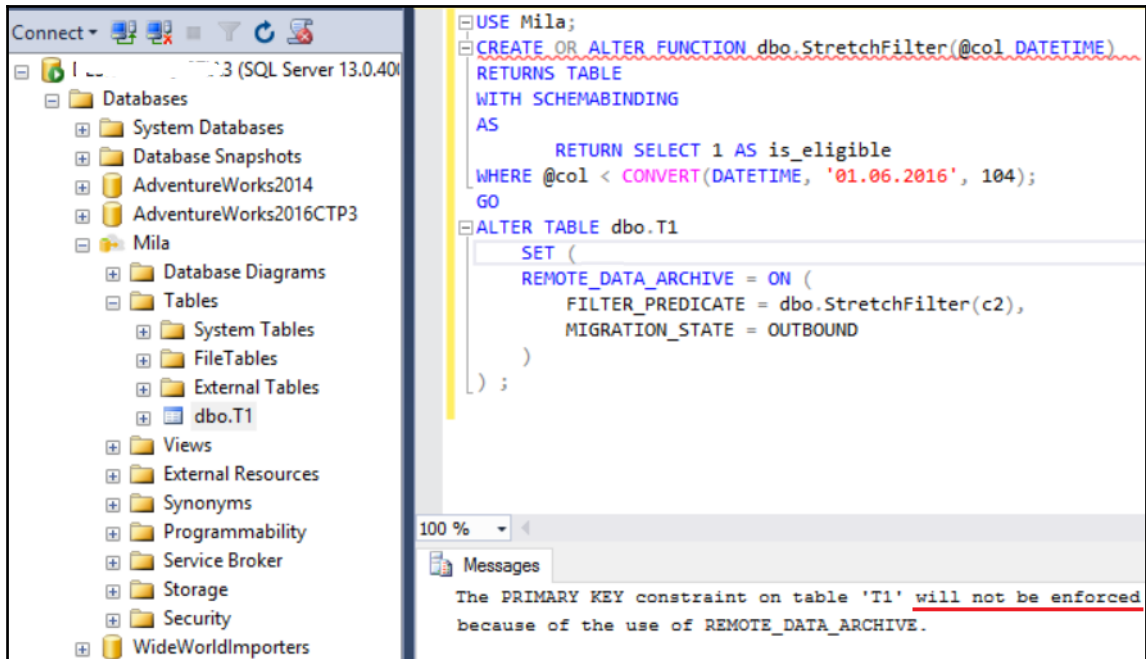 Connect
3 (SQL Server 13.0.400
Databases
System Databases
Database Snapshots
AdventureWorks2014
AdventureWorks2016CTP3
Mila
Database Diagrams
Tables
System Tables
FileTables
External Tables
dbo.T1
Views
External Resources
Synonyms
Programmability
Service Broker
Storage
Security
WideWorldImporters
USE Mila;
CREATE OR ALTER FUNCTION dbo.StretchFilter(@col DATETIME)
RETURNS TABLE
WITH SCHEMABINDING
AS
RETURN SELECT 1 AS is_eligible
WHERE @col < CONVERT(DATETIME, '01.06.2016', 104);
GO
ALTER TABLE dbo.T1
SET (
REMOTE_DATA_ARCHIVE = ON (
FILTER_PREDICATE = dbo.StretchFilter(c2),
MIGRATION_STATE = OUTBOUND
)
) ;
100 %
Messages
The PRIMARY KEY constraint on table 'T1' will not be enforced
because of the use of REMOTE_DATA_ARCHIVE.